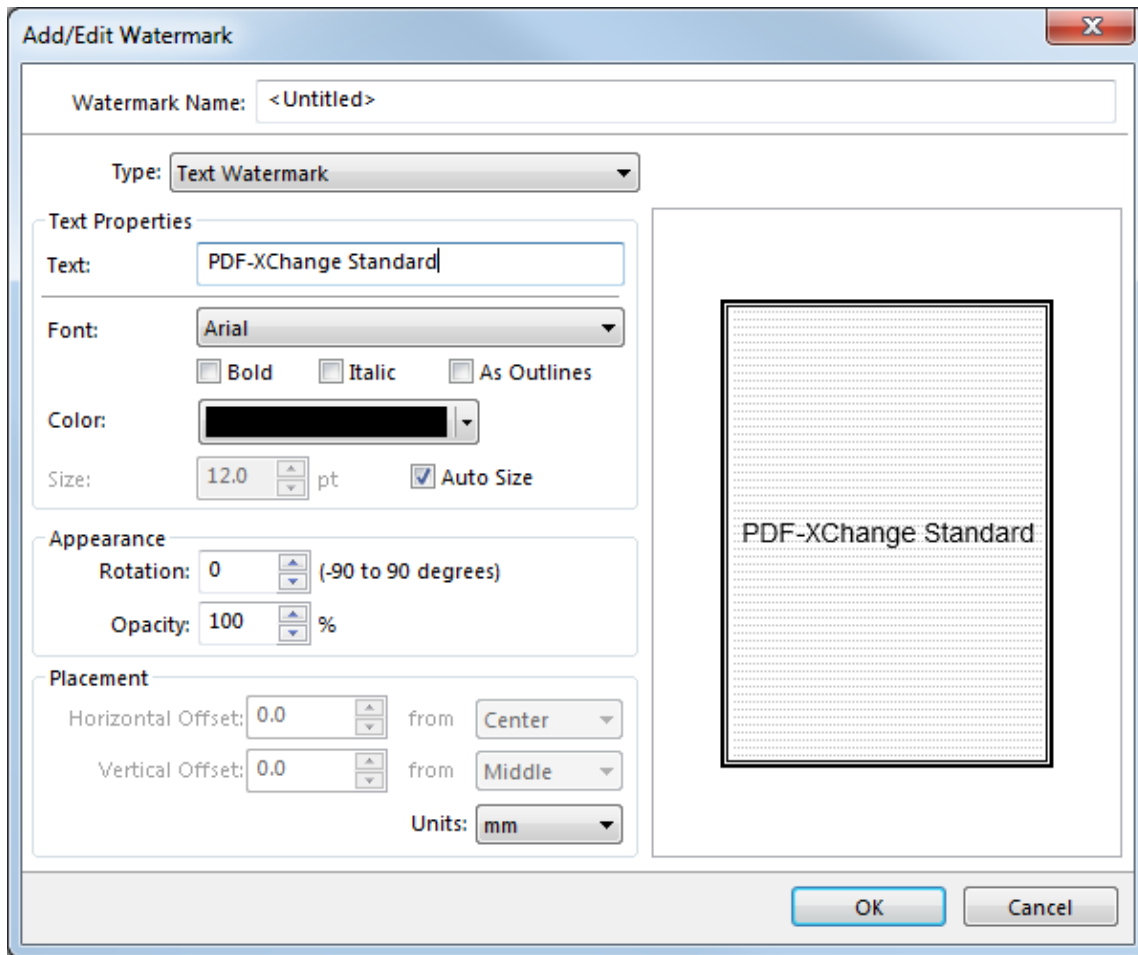 Add/Edit Watermark
Watermark Name: <Untitled>
Type: Text Watermark
Text Properties
Text: PDF-XChange Standard
Font: Arial
Bold Italic As Outlines
Color:
Size: 12.0 pt Auto Size
Appearance
Rotation: 0 (-90 to 90 degrees)
Opacity: 100 %
Placement
Horizontal Offset: 0.0 from Center
Vertical Offset: 0.0 from Middle
Units: mm
PDF-XChange Standard
OK Cancel